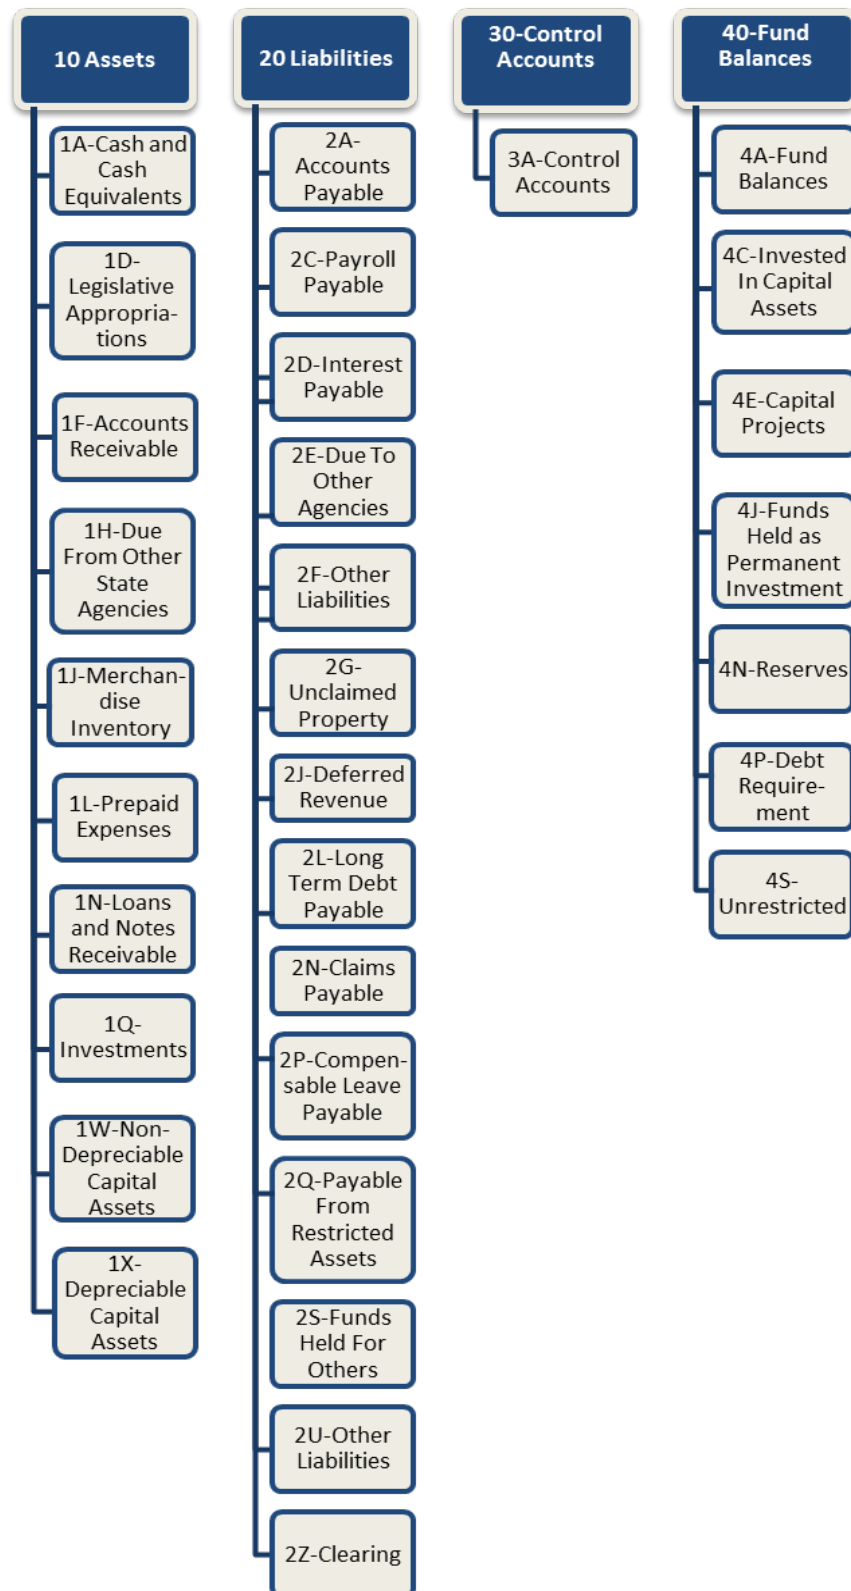 10 Assets
1A-Cash and
Cash
Equivalents
1D-
Legislative
Appropria-
tions
1F-Accounts
Receivable
1H-Due
From Other
State
Agencies
1J-Merchan-
dise
Inventory
1L-Prepaid
Expenses
1N-Loans
and Notes
Receivable
1Q-
Investments
1W-Non-
Depreciable
Capital
Assets
1X-
Depreciable
Capital
Assets
20 Liabilities
2A-
Accounts
Payable
2C-Payroll
Payable
2D-Interest
Payable
2E-Due To
Other
Agencies
2F-Other
Liabilities
2G-
Unclaimed
Property
2J-Deferred
Revenue
2L-Long
Term Debt
Payable
2N-Claims
Payable
2P-Compen-
sable Leave
Payable
2Q-Payable
From
Restricted
Assets
2S-Funds
Held For
Others
2U-Other
Liabilities
2Z-Clearing
30-Control
Accounts
3A-Control
Accounts
40-Fund
Balances
4A-Fund
Balances
4C-Invested
In Capital
Assets
4E-Capital
Projects
4J-Funds
Held as
Permanent
Investment
4N-Reserves
4P-Debt
Require-
ment
4S-
Unrestricted